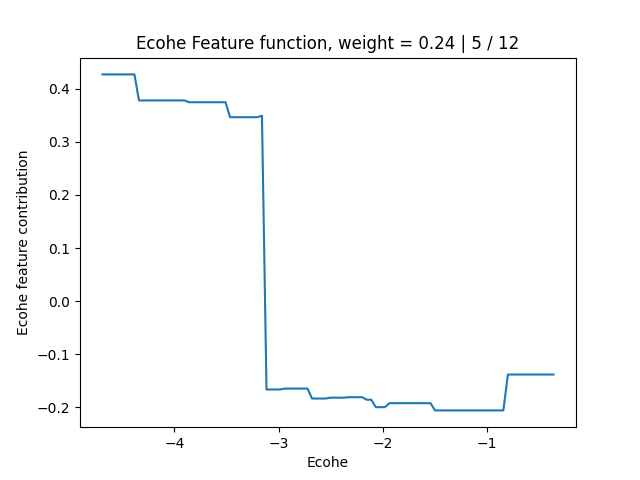 Ecohe Feature function, weight = 0.24 | 5 / 12
Ecohe feature contribution
0.4
0.3
0.2
0.1
0.0
−0.1
−0.2
−4 −3 −2 −1
Ecohe